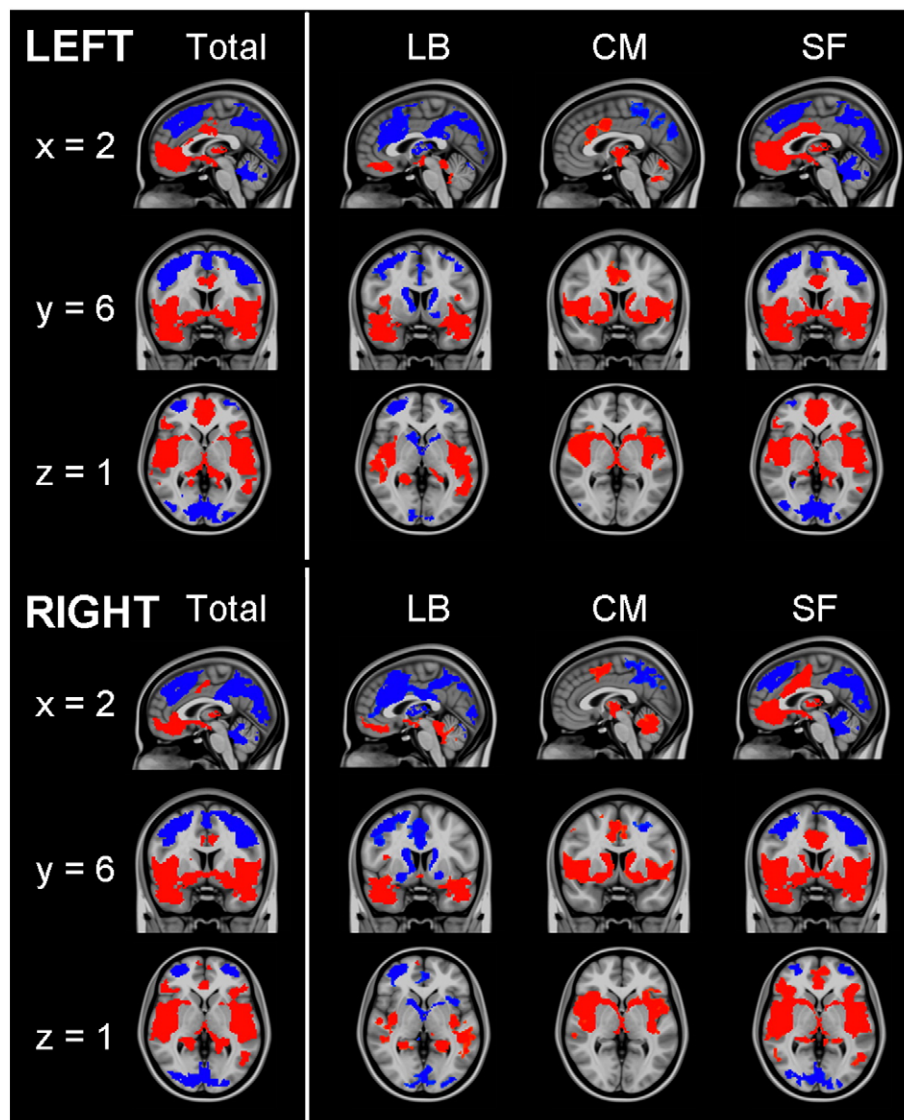 LEFT Total LB CM SF
x = 2
y = 6
z = 1
RIGHT Total LB CM SF
x = 2
y = 6
z = 1